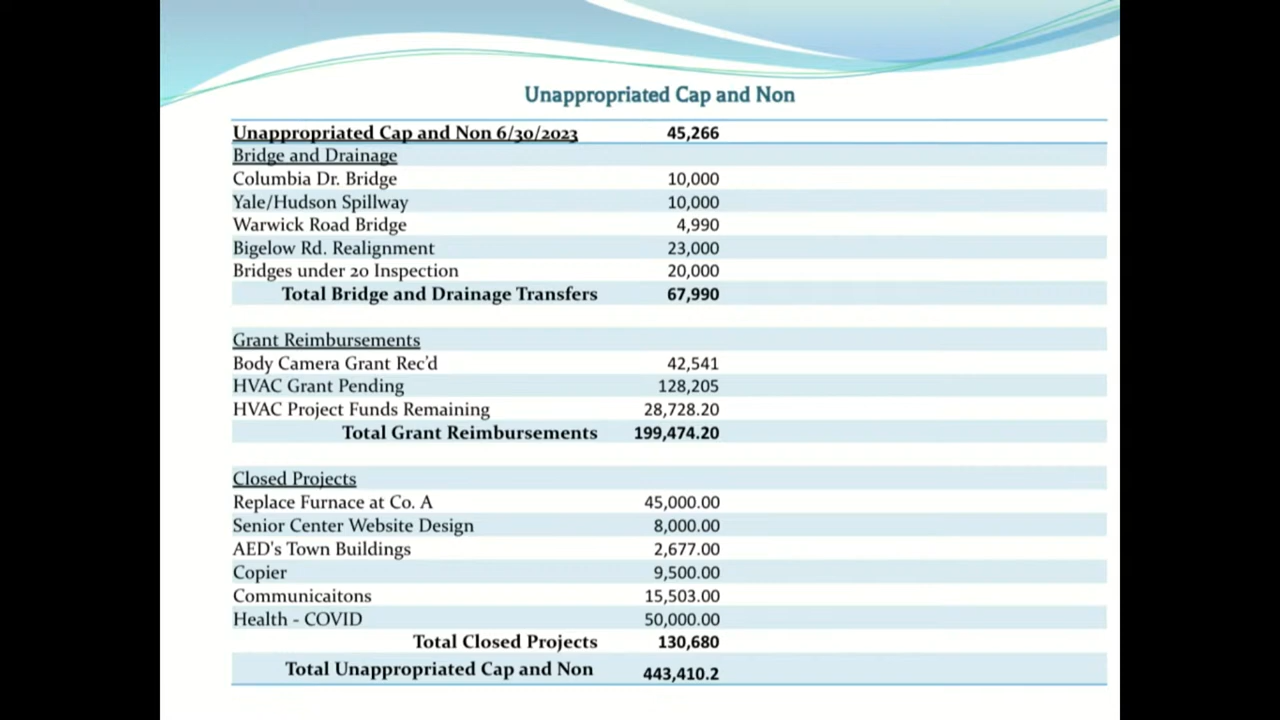 Unappropriated Cap and Non
Unappropriated Cap and Non 6/30/2023 45,266
Bridge and Drainage
Columbia Dr. Bridge 10,000
Yale/Hudson Spillway 10,000
Warwick Road Bridge 4,990
Bigelow Rd. Realignment 23,000
Bridges under 20 Inspection 20,000
Total Bridge and Drainage Transfers 67,990
Grant Reimbursements
Body Camera Grant Rec'd 42,541
HVAC Grant Pending 128,205
HVAC Project Funds Remaining 28,728.20
Total Grant Reimbursements 199,474.20
Closed Projects
Replace Furnace at Co. A 45,000.00
Senior Center Website Design 8,000.00
AED's Town Buildings 2,677.00
Copier 9,500.00
Communicaitons 15,503.00
Health - COVID 50,000.00
Total Closed Projects 130,680
Total Unappropriated Cap and Non 443,410.2